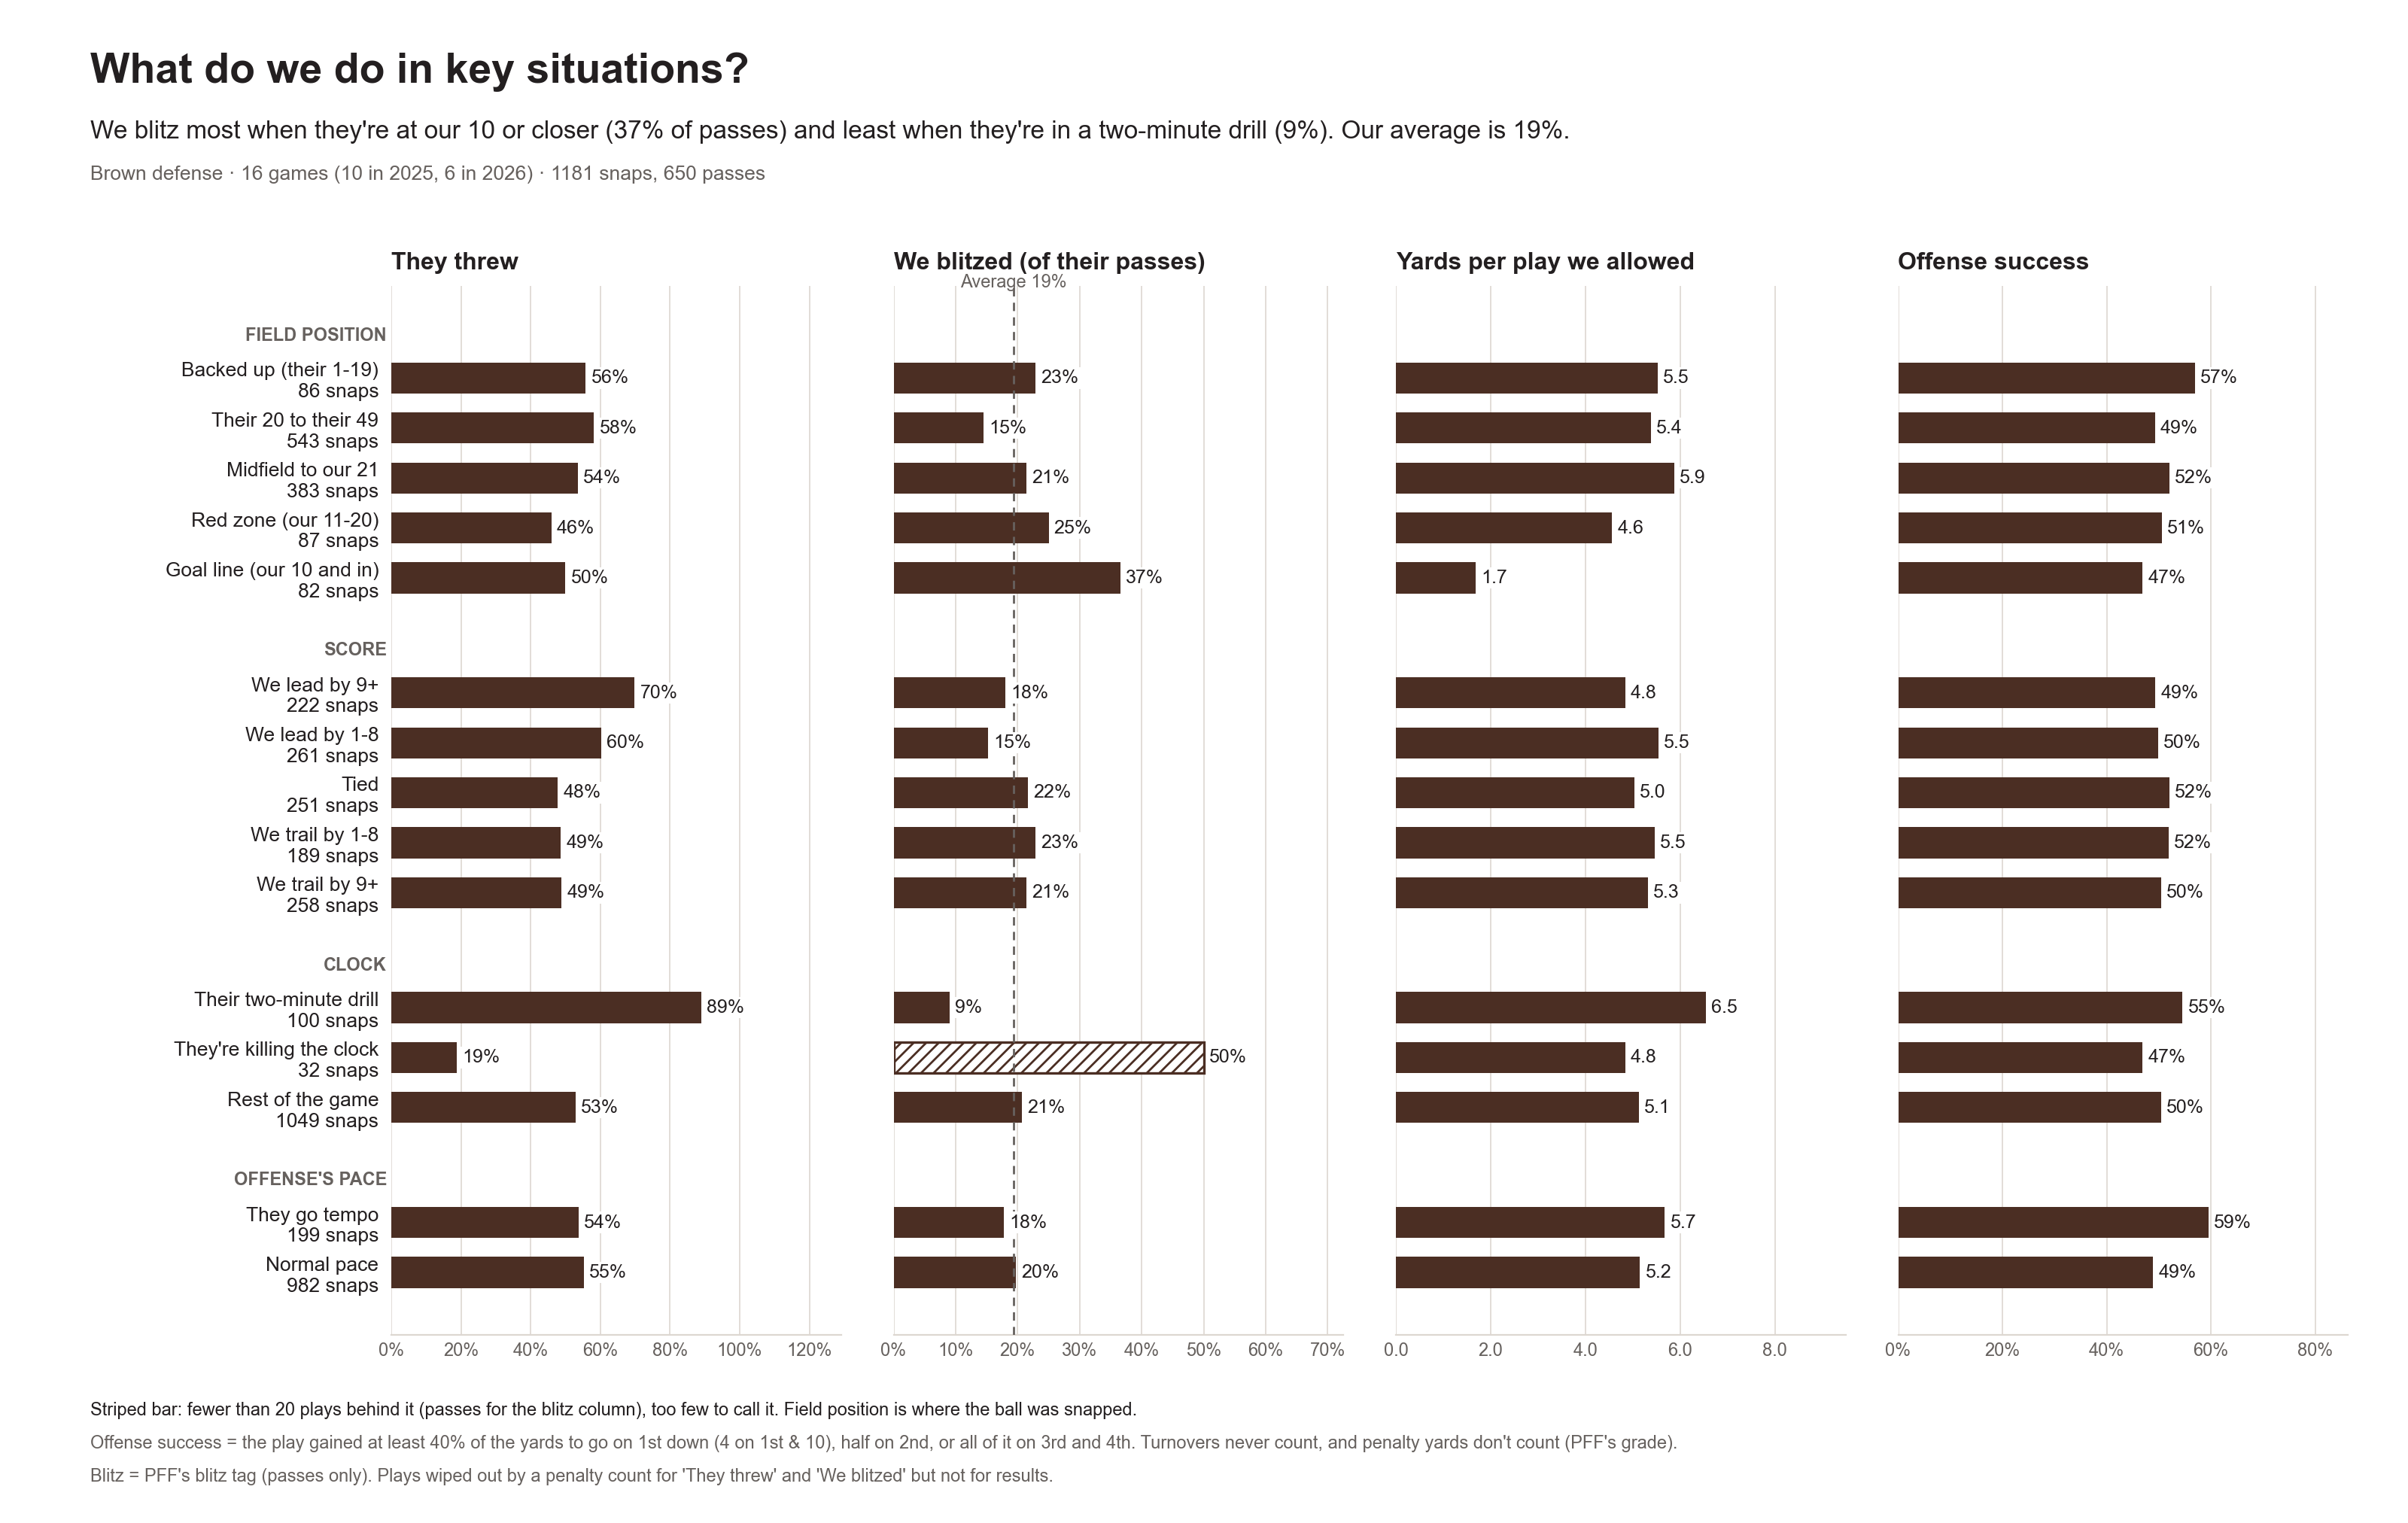 What do we do in key situations?
We blitz most when they're at our 10 or closer (37% of passes) and least when they're in a two-minute drill (9%). Our average is 19%.
Brown defense · 16 games (10 in 2025, 6 in 2026) · 1181 snaps, 650 passes
They threw
We blitzed (of their passes)
Yards per play we allowed
Offense success
Average 19%
FIELD POSITION
Backed up (their 1-19)
86 snaps
56% 23% 5.5 57%
Their 20 to their 49
543 snaps
58% 15% 5.4 49%
Midfield to our 21
383 snaps
54% 21% 5.9 52%
Red zone (our 11-20)
87 snaps
46% 25% 4.6 51%
Goal line (our 10 and in)
82 snaps
50% 37% 1.7 47%
SCORE
We lead by 9+
222 snaps
70% 18% 4.8 49%
We lead by 1-8
261 snaps
60% 15% 5.5 50%
Tied
251 snaps
48% 22% 5.0 52%
We trail by 1-8
189 snaps
49% 23% 5.5 52%
We trail by 9+
258 snaps
49% 21% 5.3 50%
CLOCK
Their two-minute drill
100 snaps
89% 9% 6.5 55%
They're killing the clock
32 snaps
19% 50% 4.8 47%
Rest of the game
1049 snaps
53% 21% 5.1 50%
OFFENSE'S PACE
They go tempo
199 snaps
54% 18% 5.7 59%
Normal pace
982 snaps
55% 20% 5.2 49%
0% 20% 40% 60% 80% 100% 120%
0% 10% 20% 30% 40% 50% 60% 70%
0.0 2.0 4.0 6.0 8.0
0% 20% 40% 60% 80%
Striped bar: fewer than 20 plays behind it (passes for the blitz column), too few to call it. Field position is where the ball was snapped.
Offense success = the play gained at least 40% of the yards to go on 1st down (4 on 1st & 10), half on 2nd, or all of it on 3rd and 4th. Turnovers never count, and penalty yards don't count (PFF's grade).
Blitz = PFF's blitz tag (passes only). Plays wiped out by a penalty count for 'They threw' and 'We blitzed' but not for results.